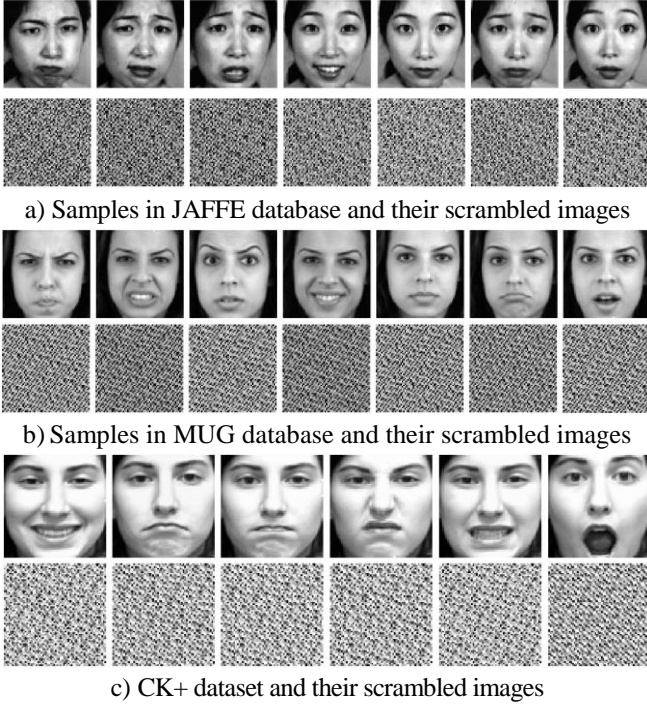 a) Samples in JAFFE database and their scrambled images
b) Samples in MUG database and their scrambled images
c) CK+ dataset and their scrambled images